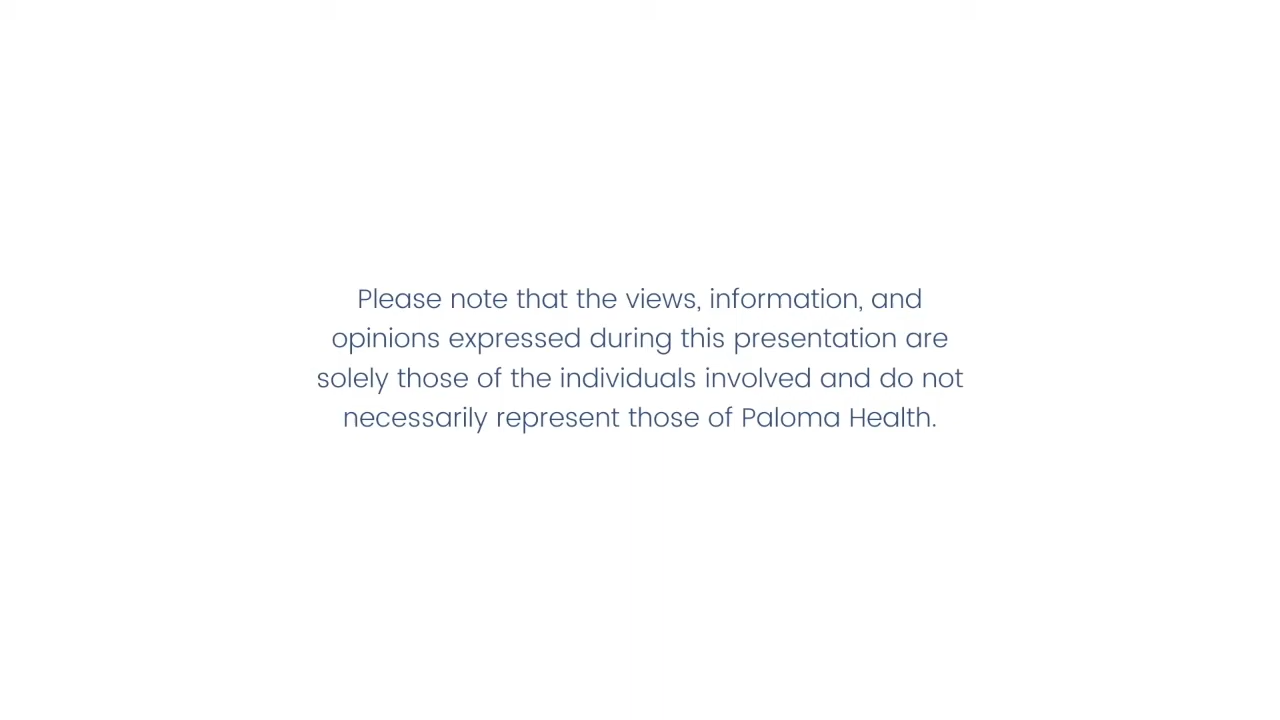 Please note that the views, information, and
opinions expressed during this presentation are
solely those of the individuals involved and do not
necessarily represent those of Paloma Health.